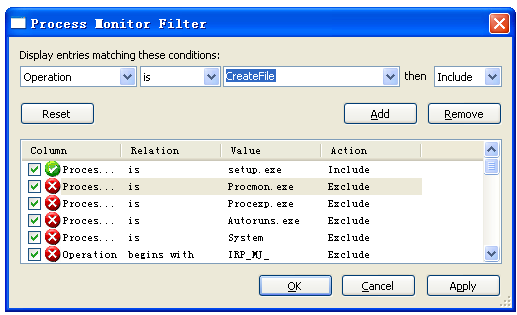 Process Monitor Filter
Display entries matching these conditions:
Operation is CreateFile then Include
Reset Add Remove
Column Relation Value Action
Proces... is setup.exe Include
Proces... is Procmon.exe Exclude
Proces... is Procexp.exe Exclude
Proces... is Autoruns.exe Exclude
Proces... is System Exclude
Operation begins with IRP_MJ_ Exclude
OK Cancel Apply